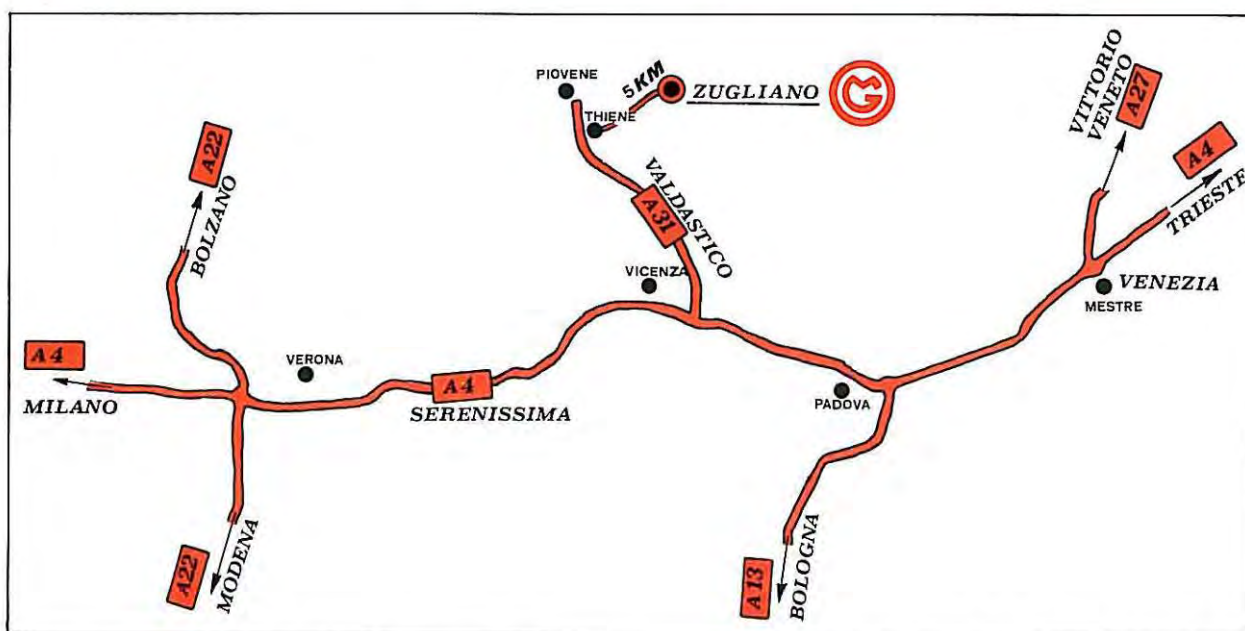 PIOVENE
5 KM
ZUGLIANO
MG
THIENE
VITTORIO
VENETO
A27
A4
TRIESTE
A22
BOLZANO
VALDASTICO
A31
VICENZA
VENEZIA
MESTRE
A4
MILANO
VERONA
A4
SERENISSIMA
PADOVA
A22
MODENA
A13
BOLOGNA